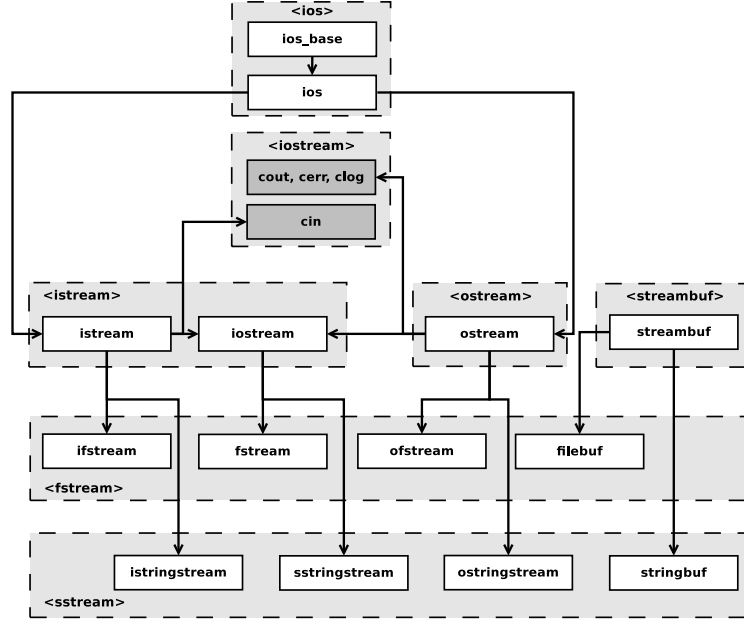 <ios>
ios_base
ios
<iostream>
cout, cerr, clog
cin
<istream>
istream
iostream
<ostream>
ostream
<streambuf>
streambuf
ifstream
fstream
ofstream
filebuf
<fstream>
istringstream
sstringstream
ostringstream
stringbuf
<sstream>